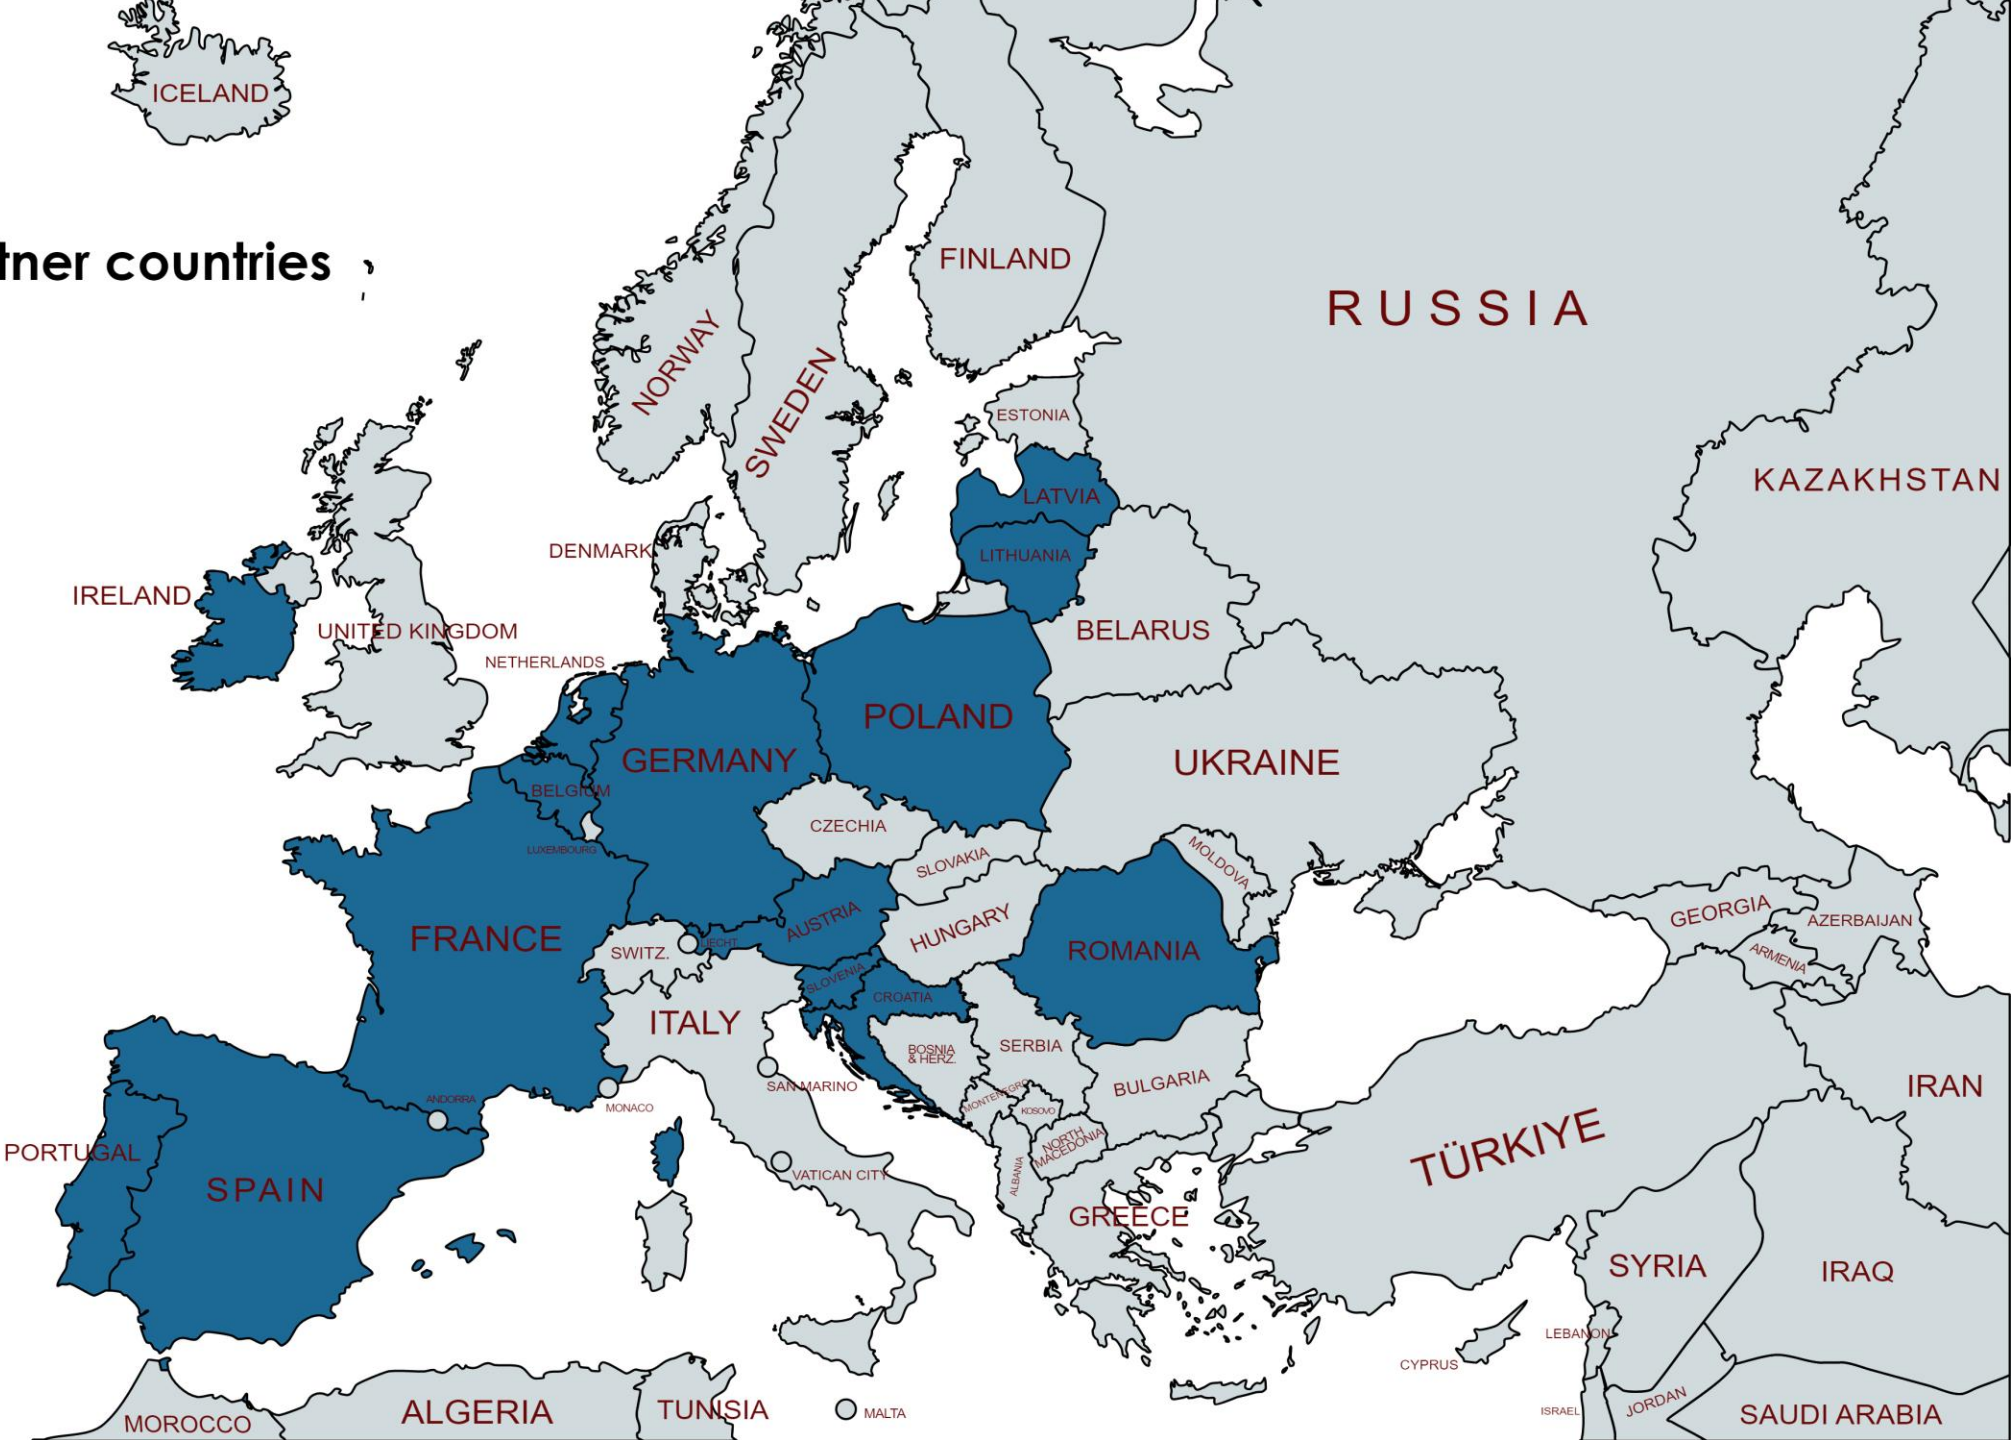 ICELAND
tner countries
FINLAND
RUSSIA
NORWAY
SWEDEN
ESTONIA
KAZAKHSTAN
LATVIA
DENMARK
LITHUANIA
IRELAND
UNITED KINGDOM
BELARUS
NETHERLANDS
POLAND
GERMANY
UKRAINE
BELGIUM
CZECHIA
LUXEMBOURG
SLOVAKIA
MOLDOVA
FRANCE
AUSTRIA
HUNGARY
GEORGIA
AZERBAIJAN
SWITZ.
LIECHT.
ROMANIA
ARMENIA
SLOVENIA
CROATIA
ITALY
BOSNIA
& HERZ.
SERBIA
SAN MARINO
BULGARIA
IRAN
ANDORRA
MONACO
MONTENEGRO
KOSOVO
PORTUGAL
NORTH
MACEDONIA
TÜRKIYE
SPAIN
VATICAN CITY
ALBANIA
GREECE
SYRIA
IRAQ
LEBANON
CYPRUS
MOROCCO
ALGERIA
TUNISIA
MALTA
ISRAEL
JORDAN
SAUDI ARABIA